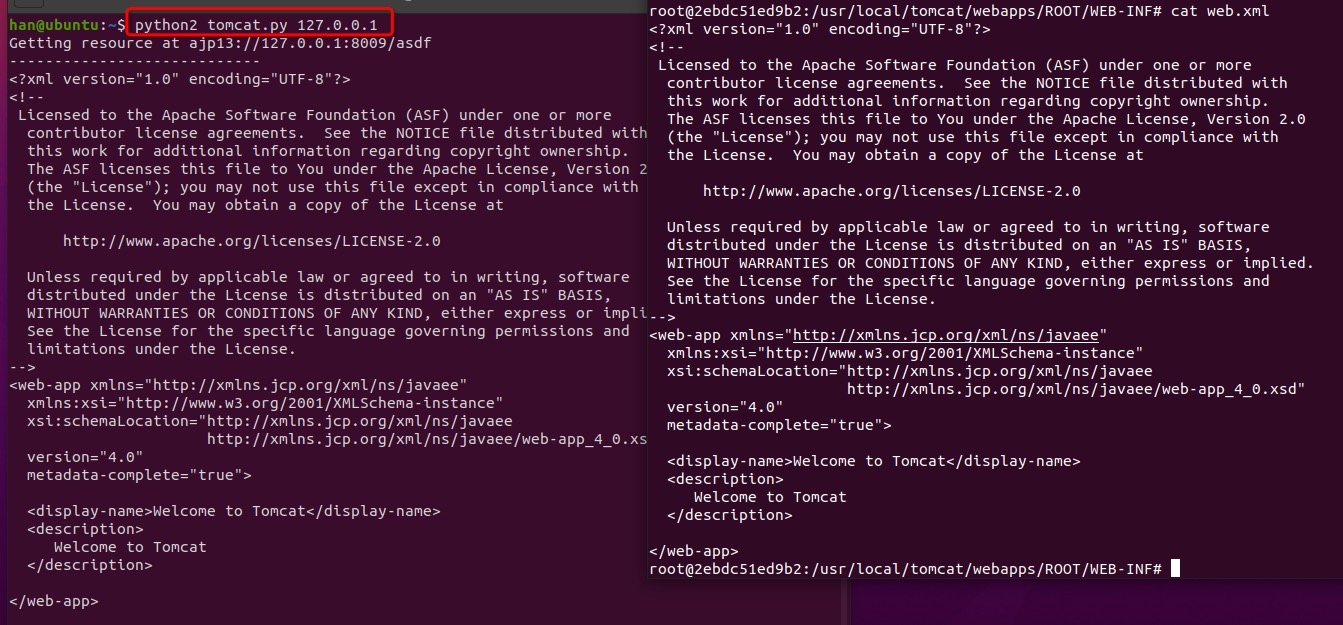 han@ubuntu:~$ python2 tomcat.py 127.0.0.1
Getting resource at ajp13://127.0.0.1:8009/asdf
----------------------------
<?xml version="1.0" encoding="UTF-8"?>
<!--
 Licensed to the Apache Software Foundation (ASF) under one or more
  contributor license agreements.  See the NOTICE file distributed with
  this work for additional information regarding copyright ownership.
  The ASF licenses this file to You under the Apache License, Version 2
  (the "License"); you may not use this file except in compliance with
  the License.  You may obtain a copy of the License at

      http://www.apache.org/licenses/LICENSE-2.0

  Unless required by applicable law or agreed to in writing, software
  distributed under the License is distributed on an "AS IS" BASIS,
  WITHOUT WARRANTIES OR CONDITIONS OF ANY KIND, either express or impli
  See the License for the specific language governing permissions and
  limitations under the License.
-->
<web-app xmlns="http://xmlns.jcp.org/xml/ns/javaee"
  xmlns:xsi="http://www.w3.org/2001/XMLSchema-instance"
  xsi:schemaLocation="http://xmlns.jcp.org/xml/ns/javaee
                      http://xmlns.jcp.org/xml/ns/javaee/web-app_4_0.xs
  version="4.0"
  metadata-complete="true">

  <display-name>Welcome to Tomcat</display-name>
  <description>
     Welcome to Tomcat
  </description>

</web-app>
root@2ebdc51ed9b2:/usr/local/tomcat/webapps/ROOT/WEB-INF# cat web.xml
<?xml version="1.0" encoding="UTF-8"?>
<!--
 Licensed to the Apache Software Foundation (ASF) under one or more
  contributor license agreements.  See the NOTICE file distributed with
  this work for additional information regarding copyright ownership.
  The ASF licenses this file to You under the Apache License, Version 2.0
  (the "License"); you may not use this file except in compliance with
  the License.  You may obtain a copy of the License at

      http://www.apache.org/licenses/LICENSE-2.0

  Unless required by applicable law or agreed to in writing, software
  distributed under the License is distributed on an "AS IS" BASIS,
  WITHOUT WARRANTIES OR CONDITIONS OF ANY KIND, either express or implied.
  See the License for the specific language governing permissions and
  limitations under the License.
-->
<web-app xmlns="http://xmlns.jcp.org/xml/ns/javaee"
  xmlns:xsi="http://www.w3.org/2001/XMLSchema-instance"
  xsi:schemaLocation="http://xmlns.jcp.org/xml/ns/javaee
                      http://xmlns.jcp.org/xml/ns/javaee/web-app_4_0.xsd"
  version="4.0"
  metadata-complete="true">

  <display-name>Welcome to Tomcat</display-name>
  <description>
     Welcome to Tomcat
  </description>

</web-app>
root@2ebdc51ed9b2:/usr/local/tomcat/webapps/ROOT/WEB-INF#